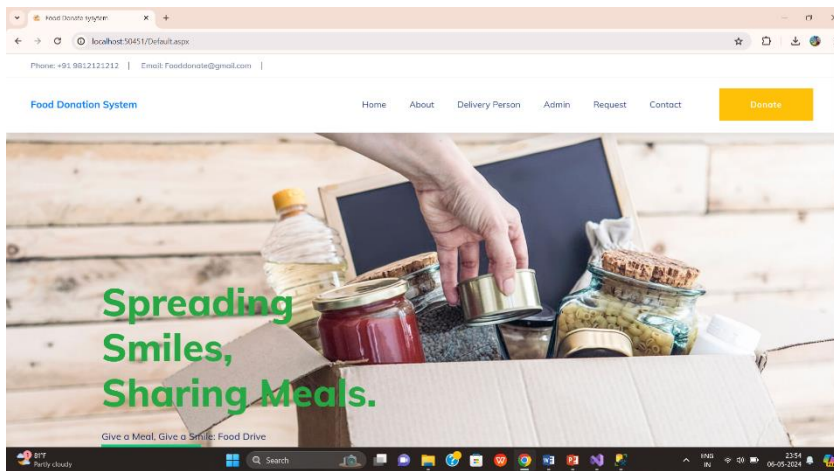 Food Donate sysytem
localhost:50451/Default.aspx
Phone: +91 9812121212 | Email: Fooddonate@gmail.com |
Food Donation System Home About Delivery Person Admin Request Contact Donate
Spreading
Smiles,
Sharing Meals.
Give a Meal, Give a Smile: Food Drive
81°F
Partly cloudy
Search
ENG
IN
23:54
06-05-2024